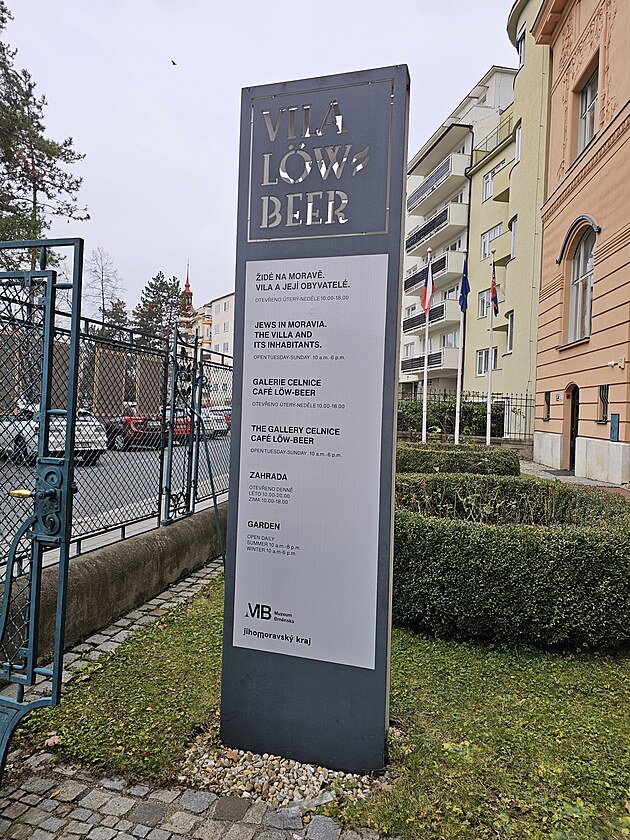 VILA
LÖW-
BEER
ŽIDÉ NA MORAVĚ.
VILA A JEJÍ OBYVATELÉ.
OTEVŘENO ÚTERÝ-NEDĚLE 10.00-18.00
JEWS IN MORAVIA.
THE VILLA AND
ITS INHABITANTS.
OPEN TUESDAY-SUNDAY 10 a.m.-6 p.m.
GALERIE CELNICE
CAFÉ LÖW-BEER
OTEVŘENO ÚTERÝ-NEDĚLE 10.00-18.00
THE GALLERY CELNICE
CAFÉ LÖW-BEER
OPEN TUESDAY-SUNDAY 10 a.m.-6 p.m.
ZAHRADA
OTEVŘENO DENNĚ
LÉTO 10.00-20.00
ZIMA 10.00-18.00
GARDEN
OPEN DAILY
SUMMER 10 a.m.-8 p.m.
WINTER 10 a.m.-6 p.m.
MB Muzeum
Brněnska
jihomoravský kraj